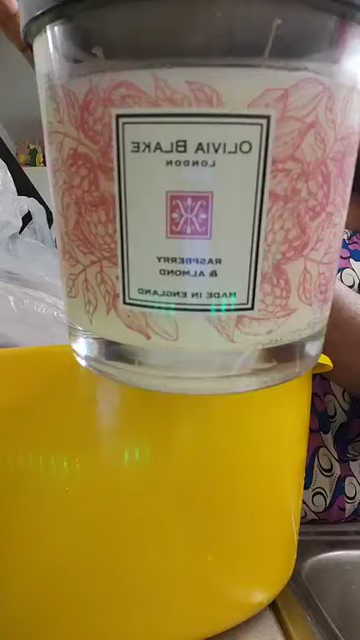 OLIVIA BLAKE
LONDON
RASPBERRY
& ALMOND
MADE IN ENGLAND